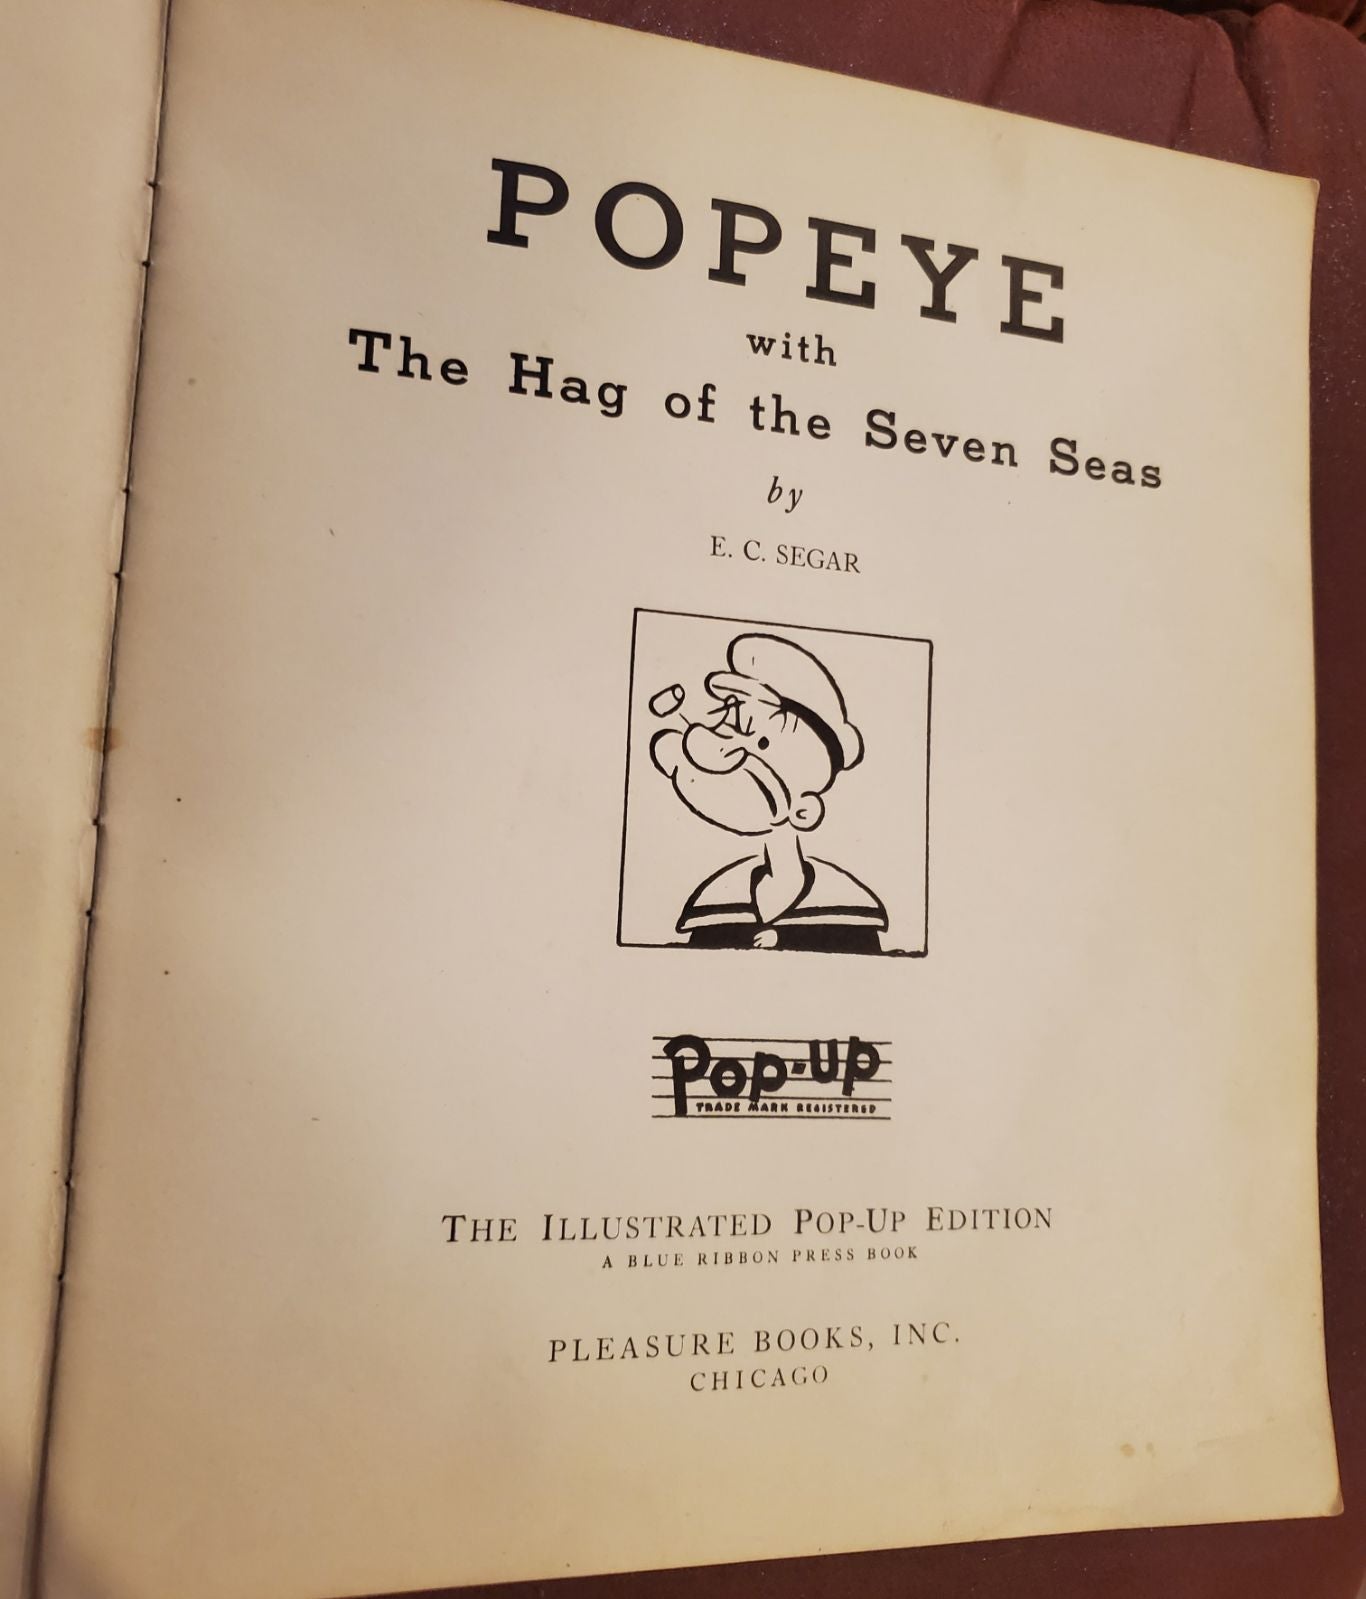 POPEYE
with
The Hag of the Seven Seas
by
E. C. SEGAR
POP-UP
TRADE MARK REGISTERED
THE ILLUSTRATED POP-UP EDITION
A BLUE RIBBON PRESS BOOK
PLEASURE BOOKS, INC.
CHICAGO